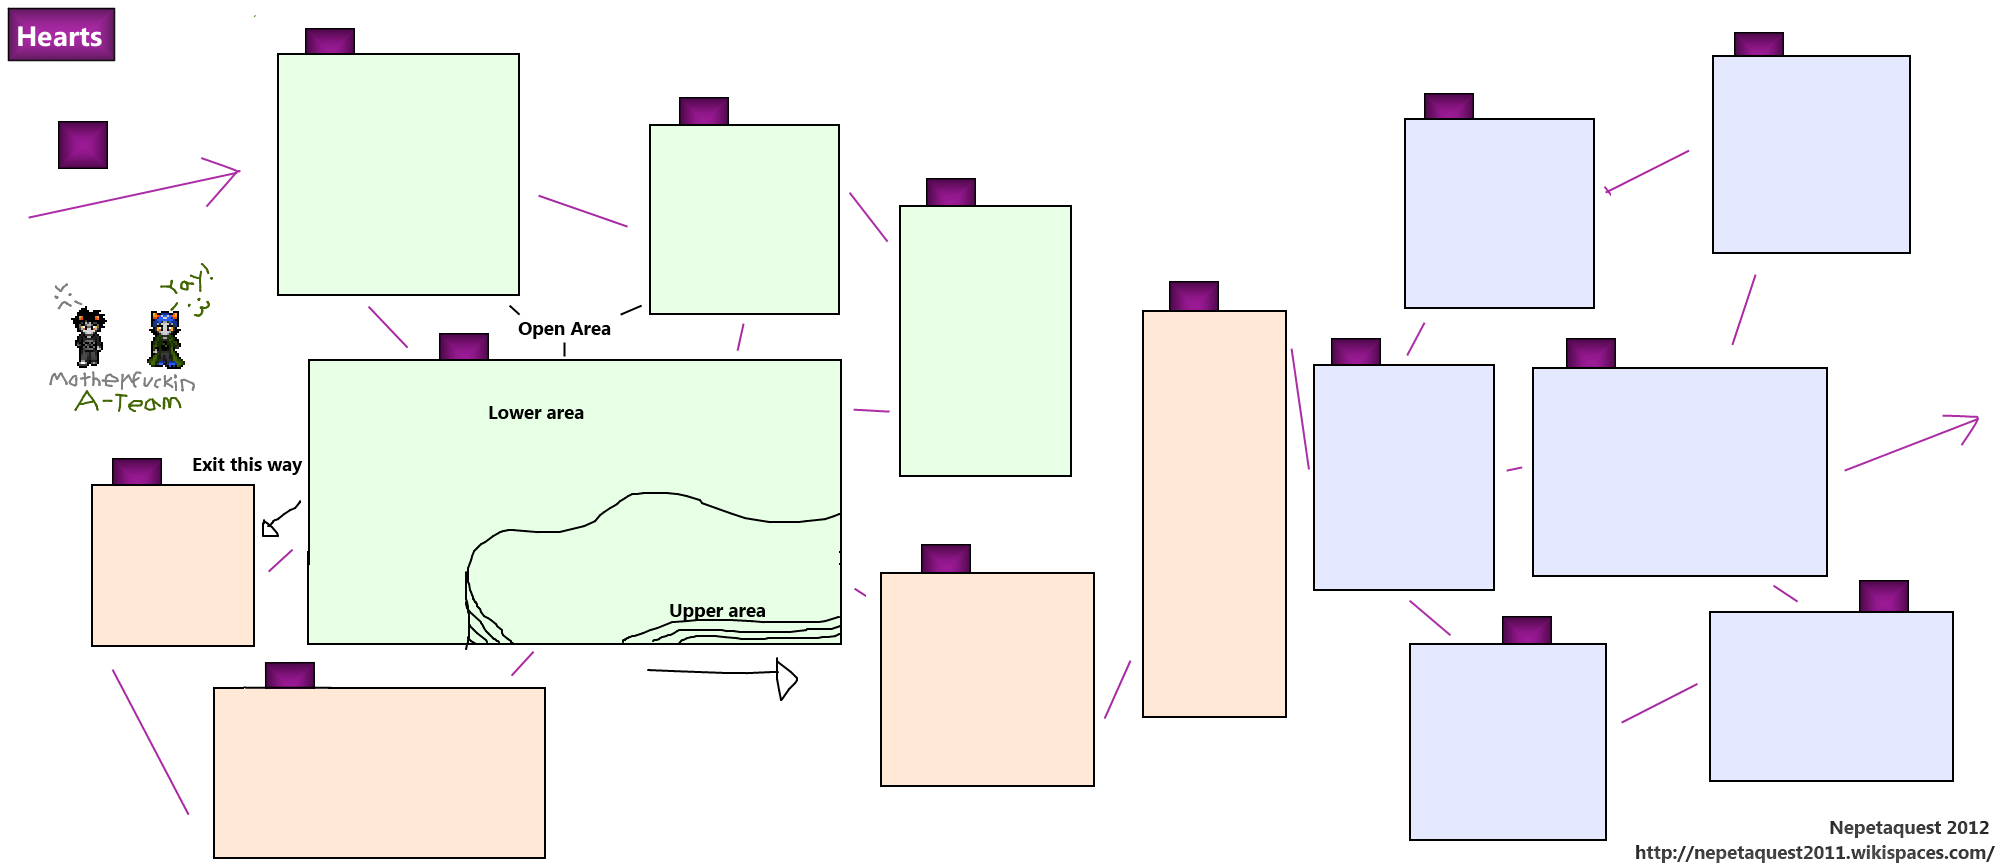 Hearts
Yay!
:33
Open Area
Motherfuckin
A-Team
Lower area
Exit this way
Upper area
Nepetaquest 2012
http://nepetaquest2011.wikispaces.com/